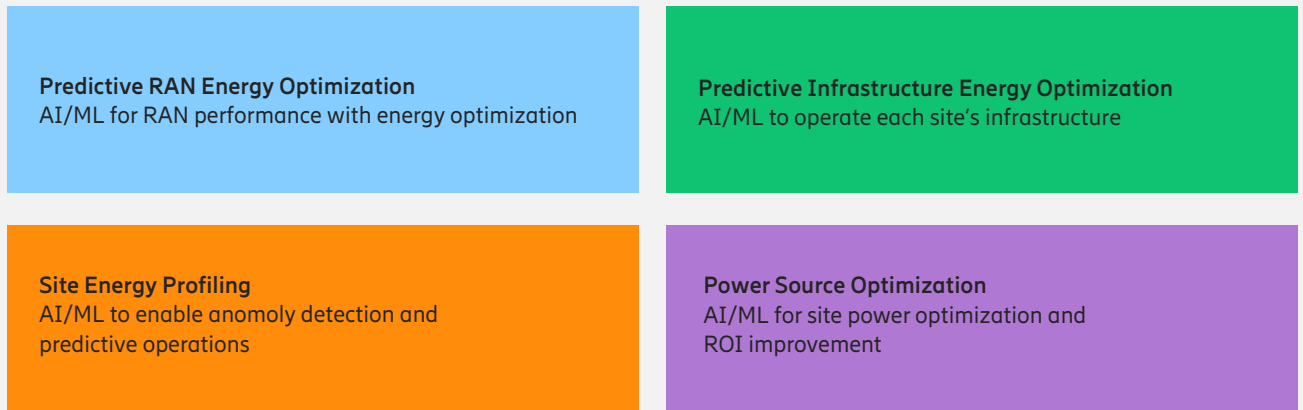 Predictive RAN Energy Optimization
AI/ML for RAN performance with energy optimization
Predictive Infrastructure Energy Optimization
AI/ML to operate each site’s infrastructure
Site Energy Profiling
AI/ML to enable anomoly detection and
predictive operations
Power Source Optimization
AI/ML for site power optimization and
ROI improvement